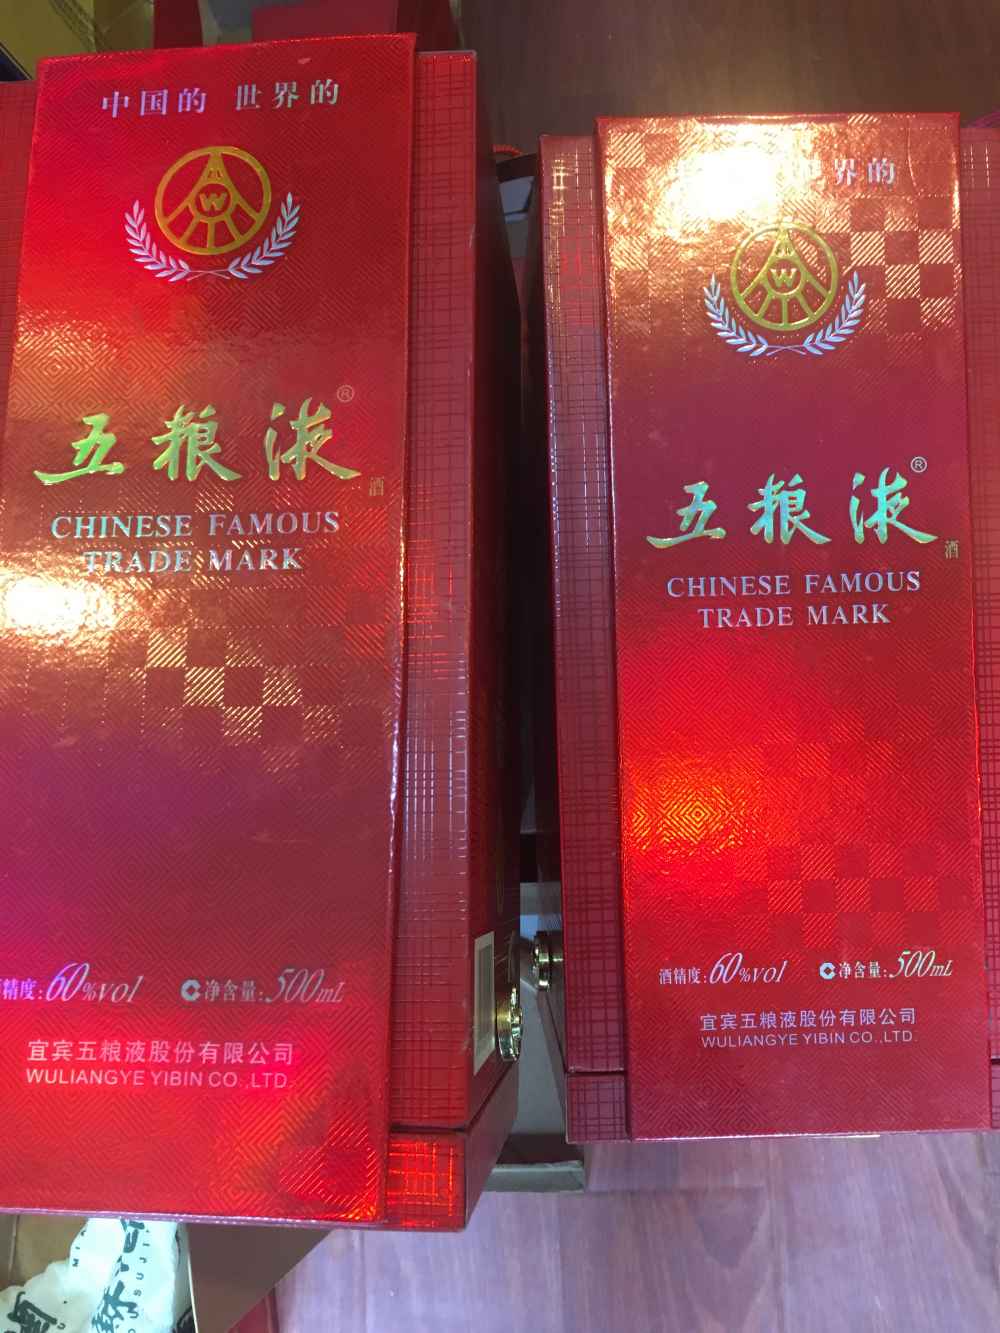 中国的 世界的
W
五粮液®
酒
CHINESE FAMOUS
TRADE MARK
精度:60%vol 净含量:500mL
宜宾五粮液股份有限公司
WULIANGYE YIBIN CO.,LTD.
世界的
W
五粮液®
酒
CHINESE FAMOUS
TRADE MARK
酒精度:60%vol 净含量:500mL
宜宾五粮液股份有限公司
WULIANGYE YIBIN CO.,LTD.